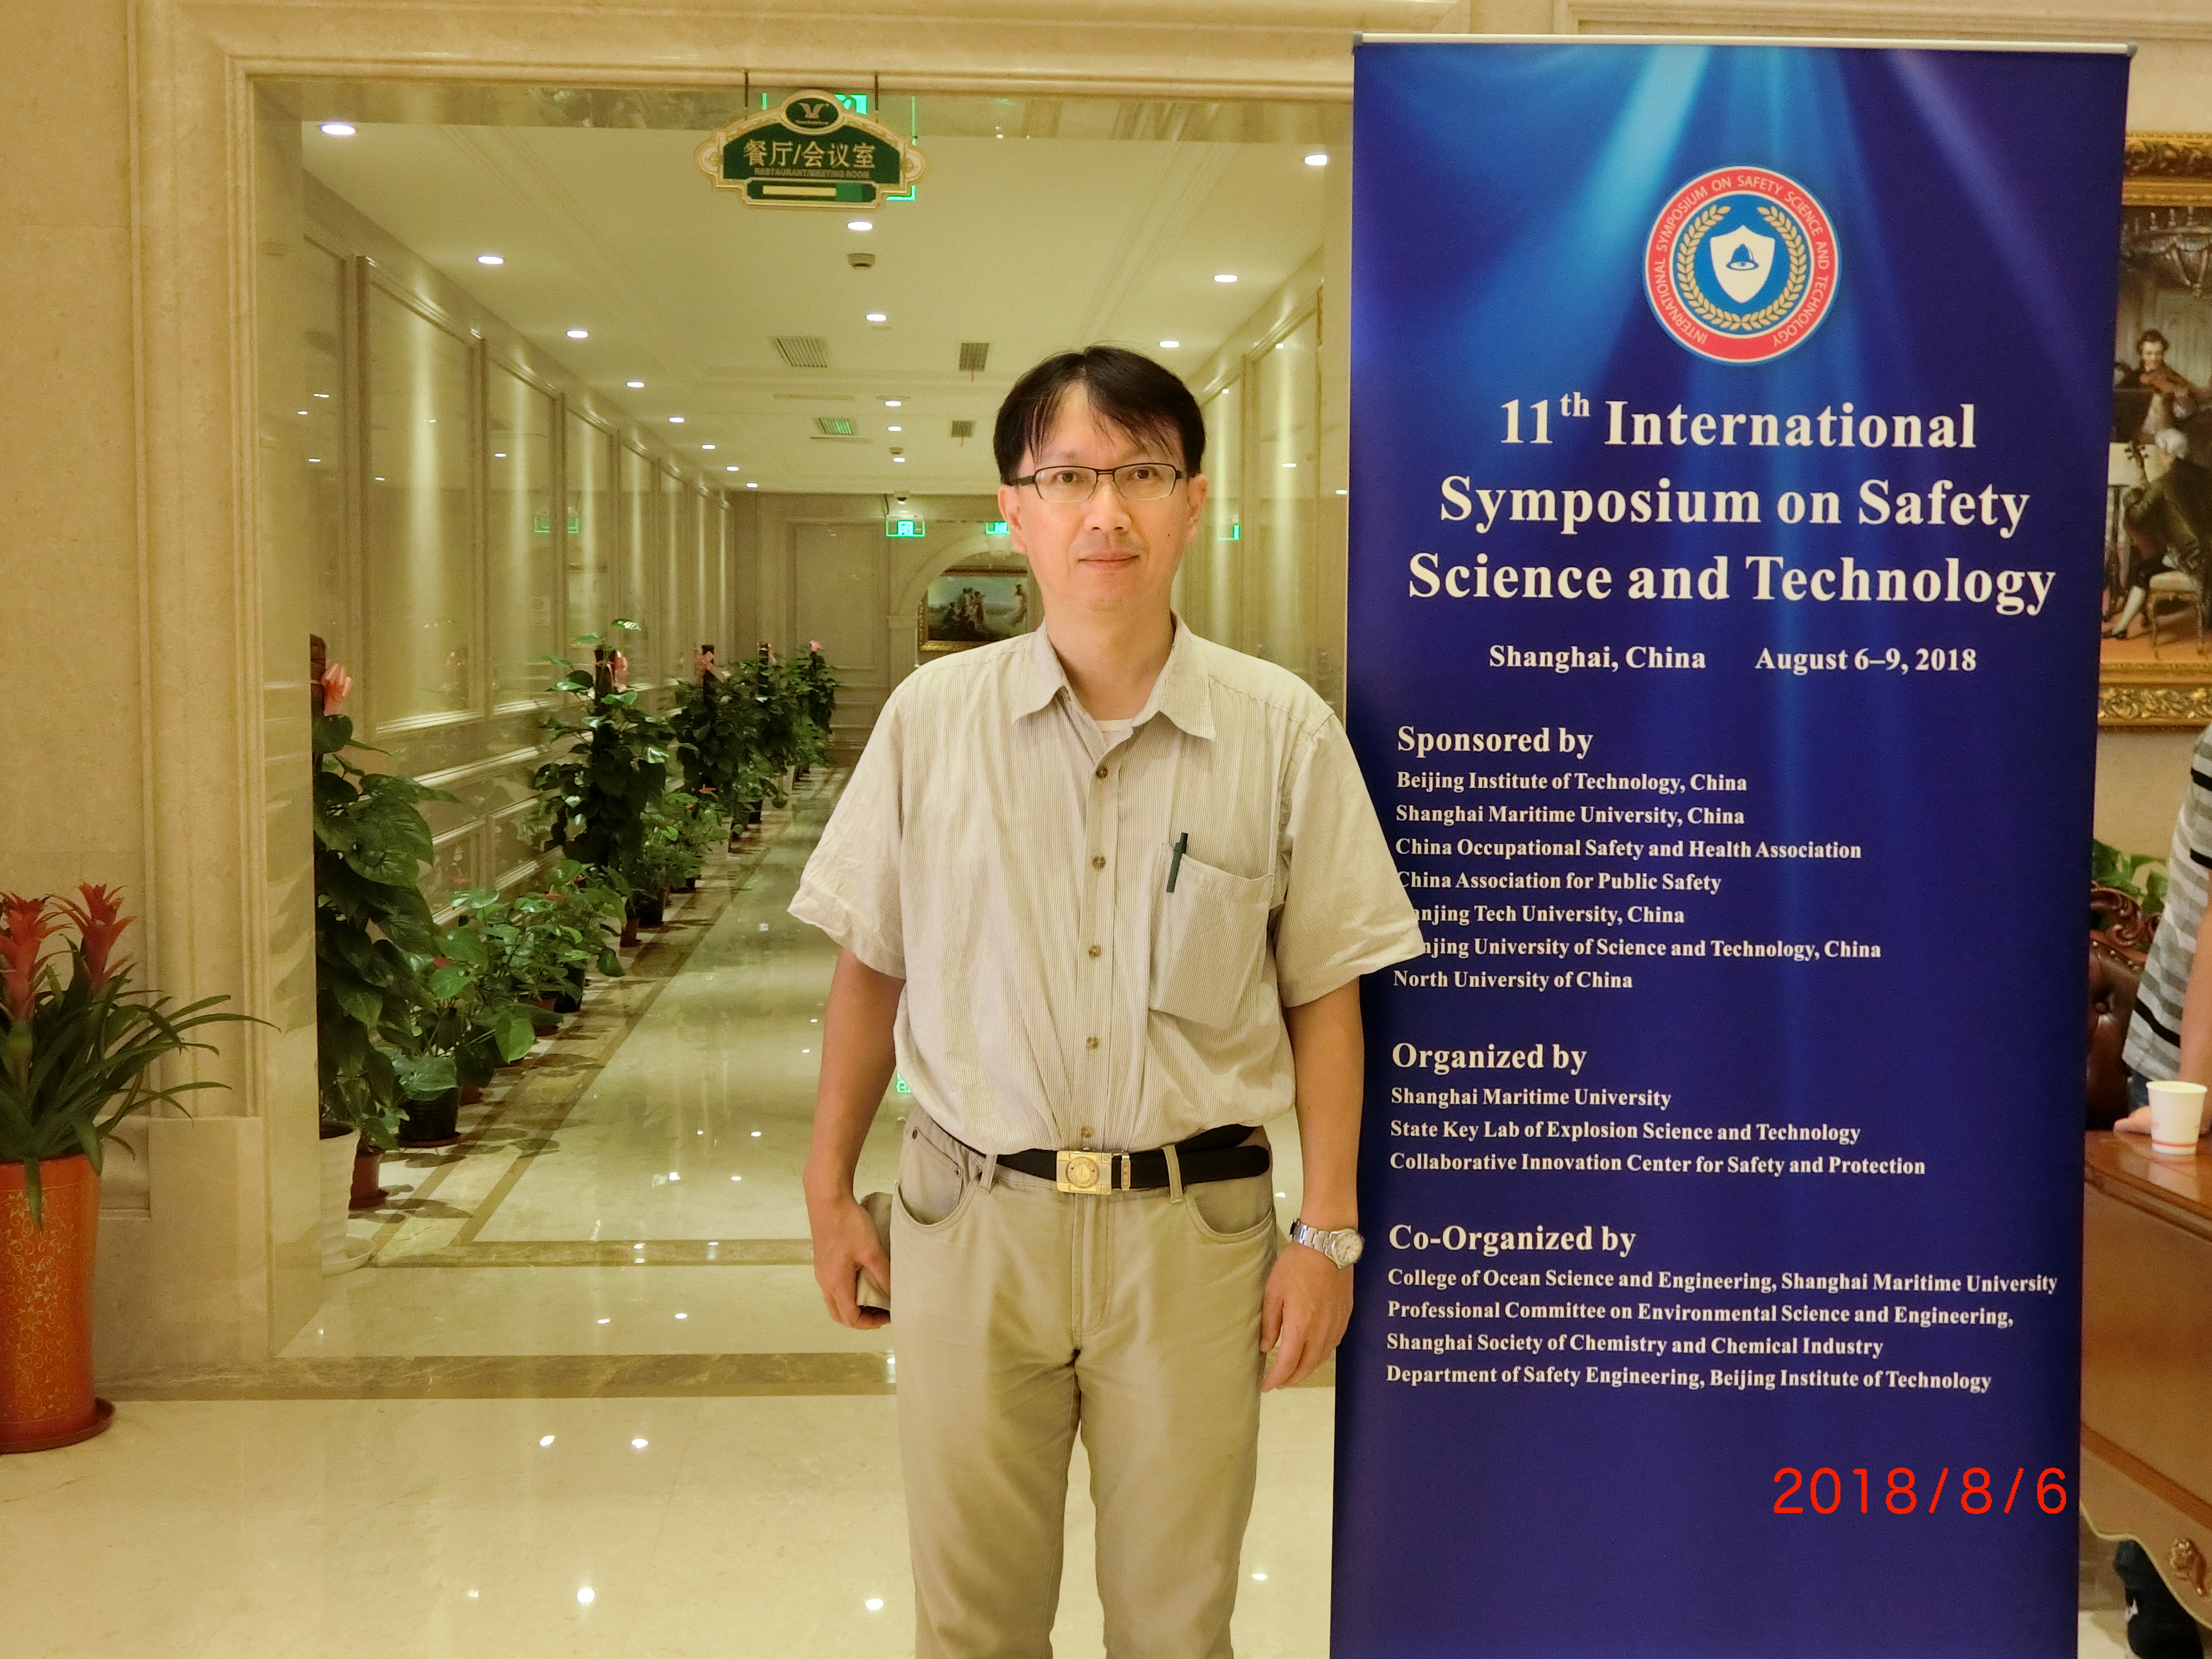 餐厅/会议室
RESTAURANT/MEETING ROOM
INTERNATIONAL SYMPOSIUM ON SAFETY SCIENCE AND TECHNOLOGY
11th International
Symposium on Safety
Science and Technology
Shanghai, China August 6–9, 2018
Sponsored by
Beijing Institute of Technology, China
Shanghai Maritime University, China
China Occupational Safety and Health Association
China Association for Public Safety
Tech University, China
University of Science and Technology, China
North University of China
Organized by
Shanghai Maritime University
State Key Lab of Explosion Science and Technology
Collaborative Innovation Center for Safety and Protection
Co-Organized by
College of Ocean Science and Engineering, Shanghai Maritime University
Professional Committee on Environmental Science and Engineering,
Shanghai Society of Chemistry and Chemical Industry
Department of Safety Engineering, Beijing Institute of Technology
2018/8/6